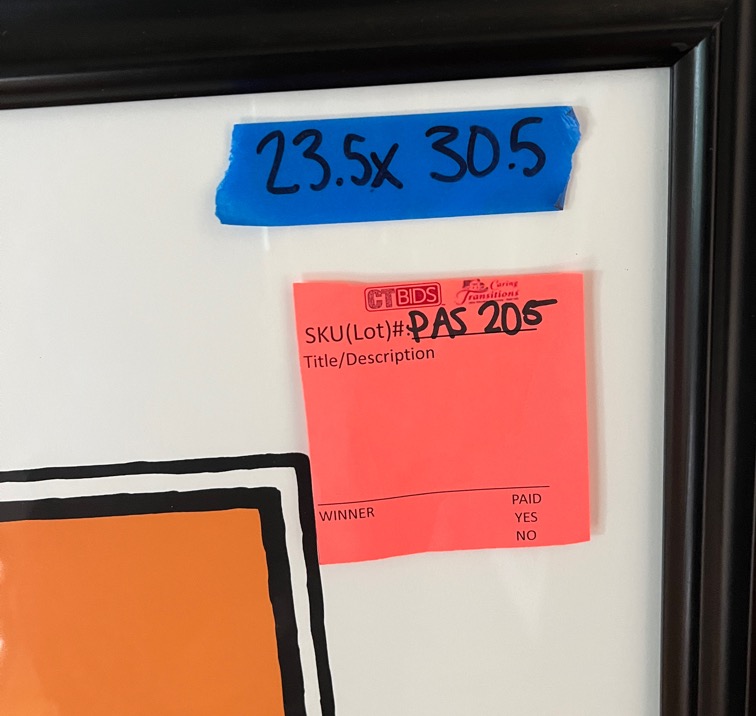 23.5x 30.5
CTBIDS Caring
Transitions
SKU(Lot)#:PAS 205
Title/Description
PAID
WINNER YES
NO